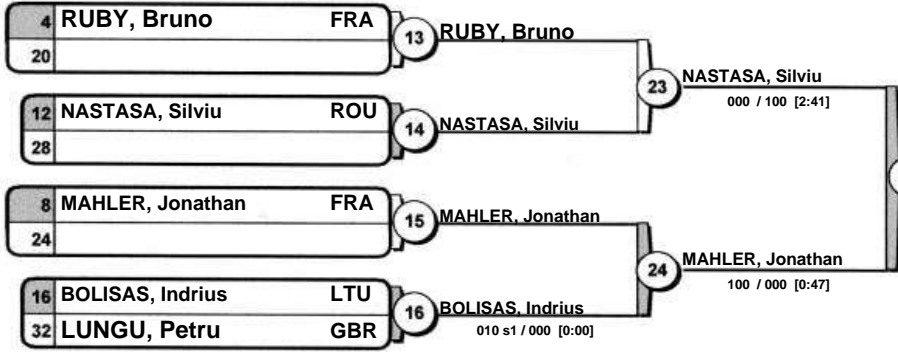 4 RUBY, Bruno FRA
20
13
RUBY, Bruno
12 NASTASA, Silviu ROU
28
14
NASTASA, Silviu
23
NASTASA, Silviu
000 / 100 [2:41]
8 MAHLER, Jonathan FRA
24
15
MAHLER, Jonathan
16 BOLISAS, Indrius LTU
32 LUNGU, Petru GBR
16
BOLISAS, Indrius
010 s1 / 000 [0:00]
24
MAHLER, Jonathan
100 / 000 [0:47]